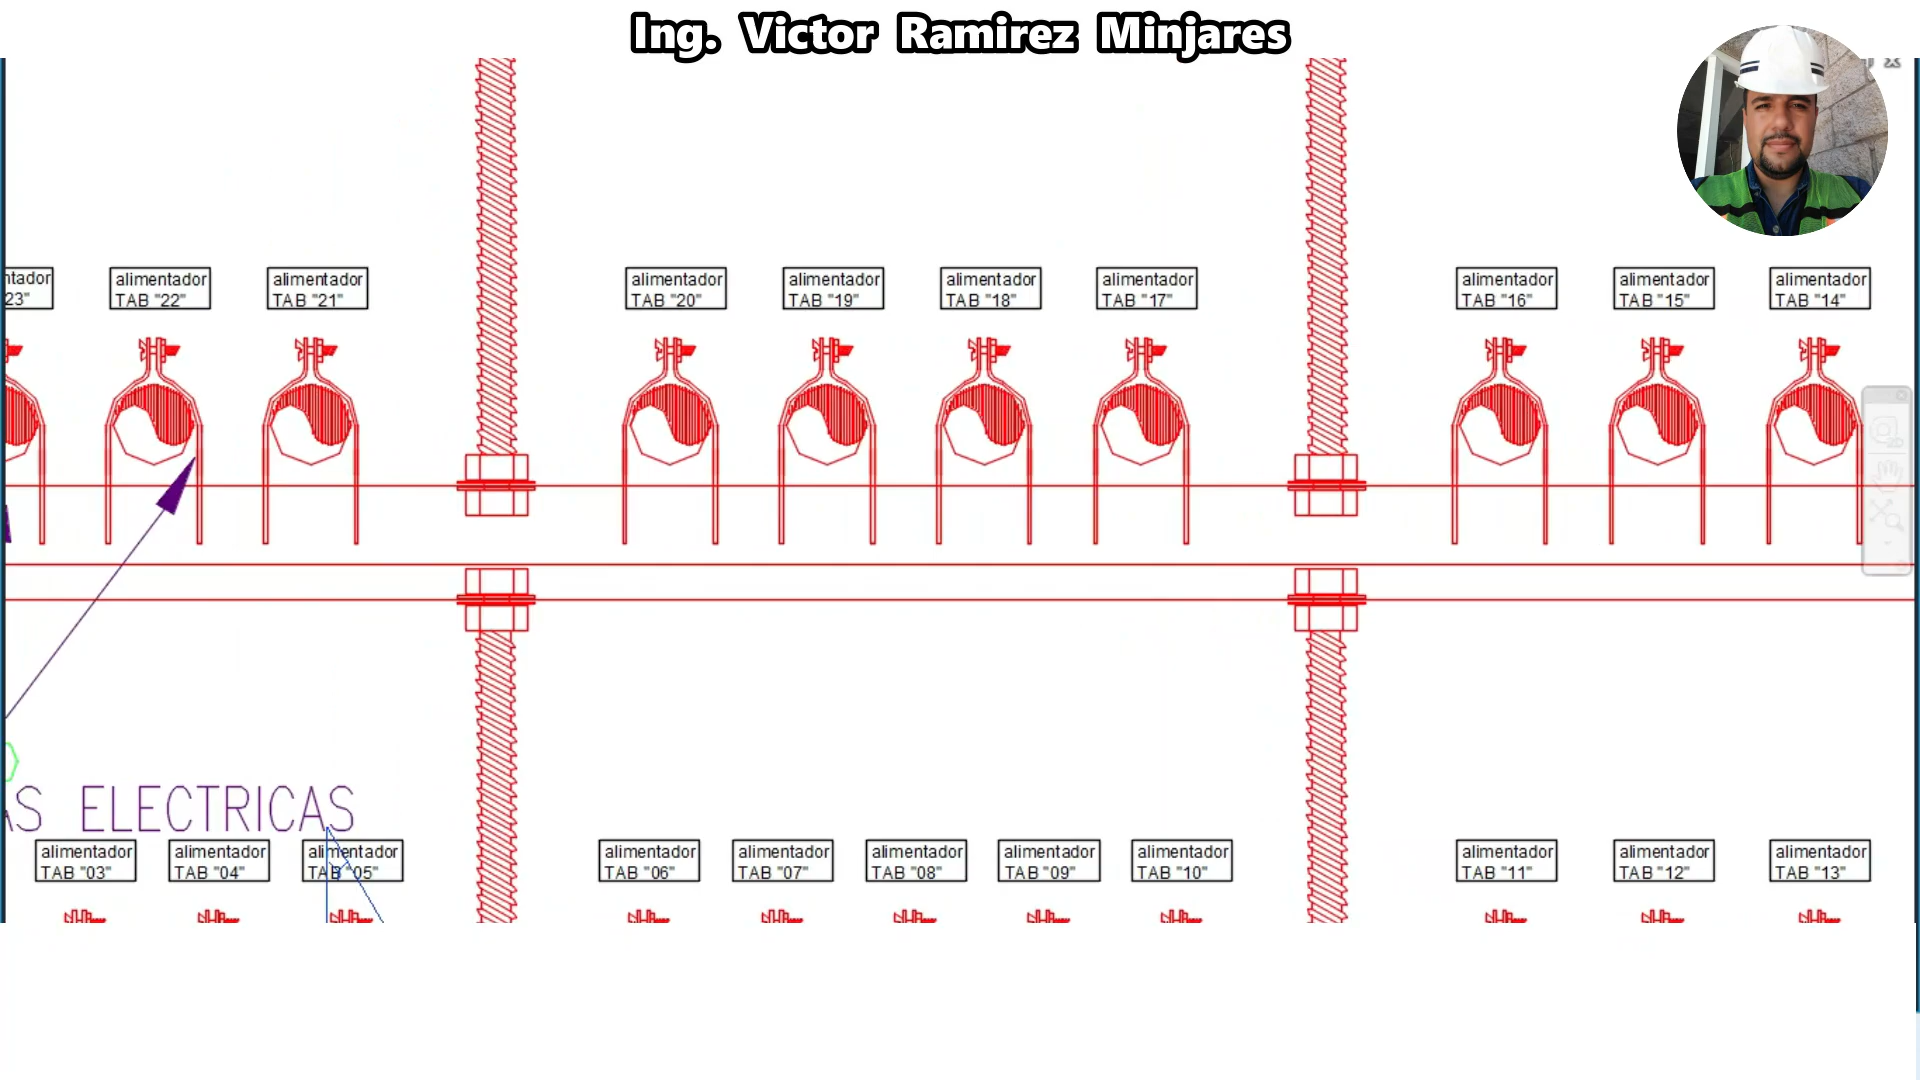 Ing. Victor Ramirez Minjares
alimentador
TAB "22"
alimentador
TAB "21"
alimentador
TAB "20"
alimentador
TAB "19"
alimentador
TAB "18"
alimentador
TAB "17"
alimentador
TAB "16"
alimentador
TAB "15"
alimentador
TAB "14"
23"
ELECTRICAS
alimentador
TAB "03"
alimentador
TAB "04"
alimentador
TAB "05"
alimentador
TAB "06"
alimentador
TAB "07"
alimentador
TAB "08"
alimentador
TAB "09"
alimentador
TAB "10"
alimentador
TAB "11"
alimentador
TAB "12"
alimentador
TAB "13"